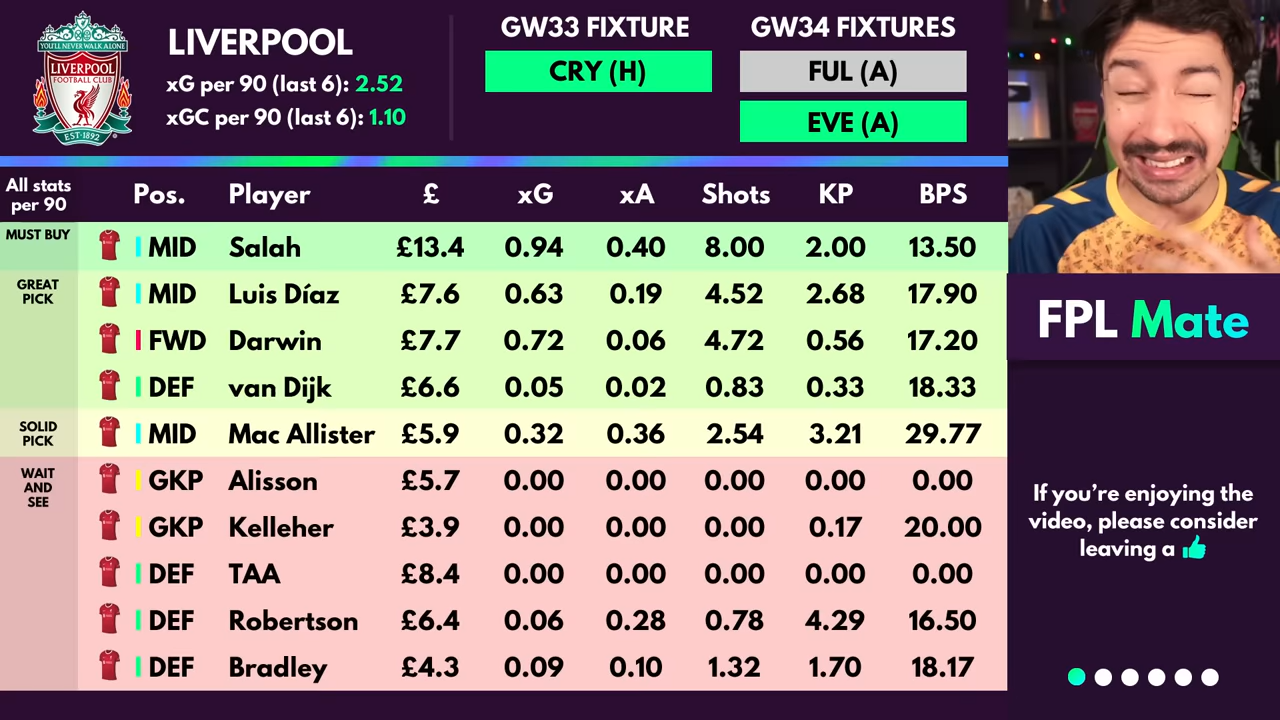 YOU'LL NEVER WALK ALONE
LIVERPOOL
FOOTBALL CLUB
EST·1892
LIVERPOOL
xG per 90 (last 6): 2.52
xGC per 90 (last 6): 1.10
GW33 FIXTURE
CRY (H)
GW34 FIXTURES
FUL (A)
EVE (A)
All stats
per 90
Pos. Player £ xG xA Shots KP BPS
MUST BUY
MID Salah £13.4 0.94 0.40 8.00 2.00 13.50
GREAT
PICK
MID Luis Díaz £7.6 0.63 0.19 4.52 2.68 17.90
FWD Darwin £7.7 0.72 0.06 4.72 0.56 17.20
DEF van Dijk £6.6 0.05 0.02 0.83 0.33 18.33
SOLID
PICK
MID Mac Allister £5.9 0.32 0.36 2.54 3.21 29.77
WAIT
AND
SEE
GKP Alisson £5.7 0.00 0.00 0.00 0.00 0.00
GKP Kelleher £3.9 0.00 0.00 0.00 0.17 20.00
DEF TAA £8.4 0.00 0.00 0.00 0.00 0.00
DEF Robertson £6.4 0.06 0.28 0.78 4.29 16.50
DEF Bradley £4.3 0.09 0.10 1.32 1.70 18.17
FPL Mate
If you're enjoying the
video, please consider
leaving a